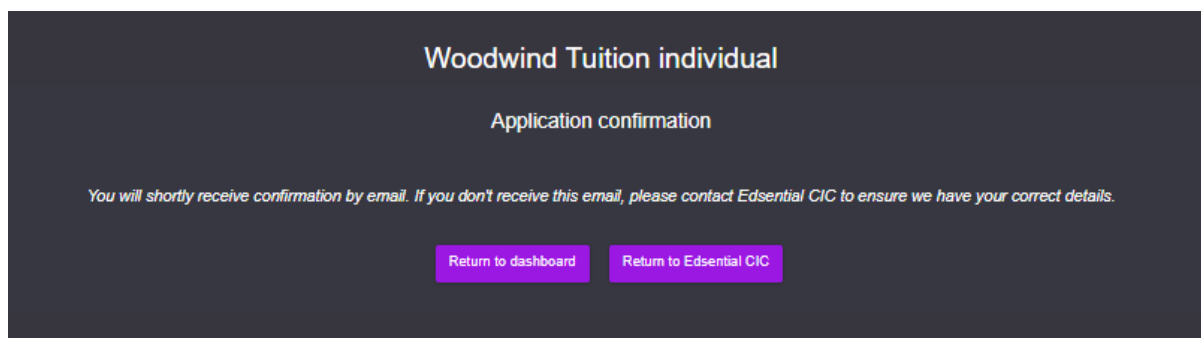 Woodwind Tuition individual
Application confirmation
You will shortly receive confirmation by email. If you don't receive this email, please contact Edsential CIC to ensure we have your correct details.
Return to dashboard
Return to Edsential CIC